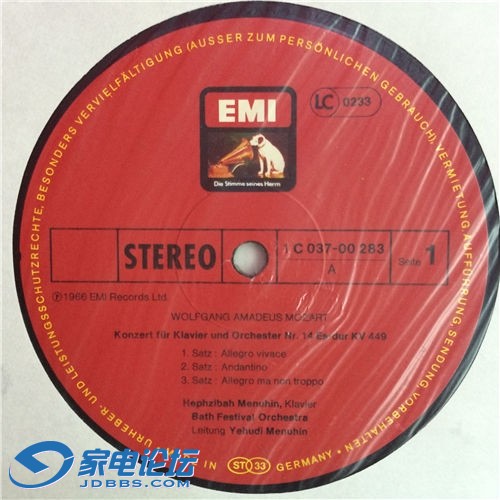 URHEBER- UND LEISTUNGSSCHUTZRECHTE, BESONDERS VERVIELFÄLTIGUNG (AUSSER ZUM PERSÖNLICHEN GEBRAUCH), VERMIETUNG, AUFFÜHRUNG, SENDUNG, VORBEHALTEN
EMI
LC 0233
Die Stimme seines Herrn
STEREO
1 C 037-00 283
A
Seite 1
℗1966 EMI Records Ltd.
WOLFGANG AMADEUS MOZART
Konzert für Klavier und Orchester Nr. 14 Es-dur KV 449
1. Satz : Allegro vivace
2. Satz : Andantino
3. Satz : Allegro ma non troppo
Hephzibah Menuhin, Klavier
Bath Festival Orchestra
Leitung Yehudi Menuhin
IN ST 33 GERMANY
家电论坛
JDBBS.COM